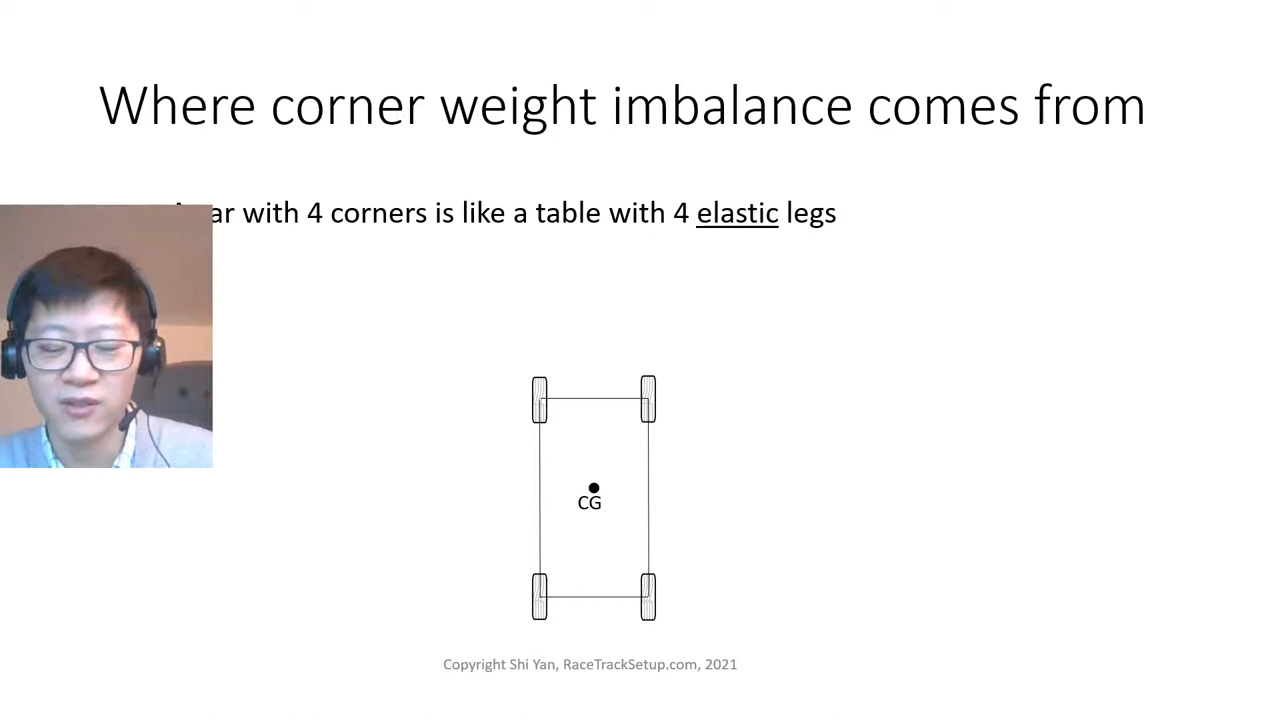 Where corner weight imbalance comes from
ar with 4 corners is like a table with 4 elastic legs
CG
Copyright Shi Yan, RaceTrackSetup.com, 2021